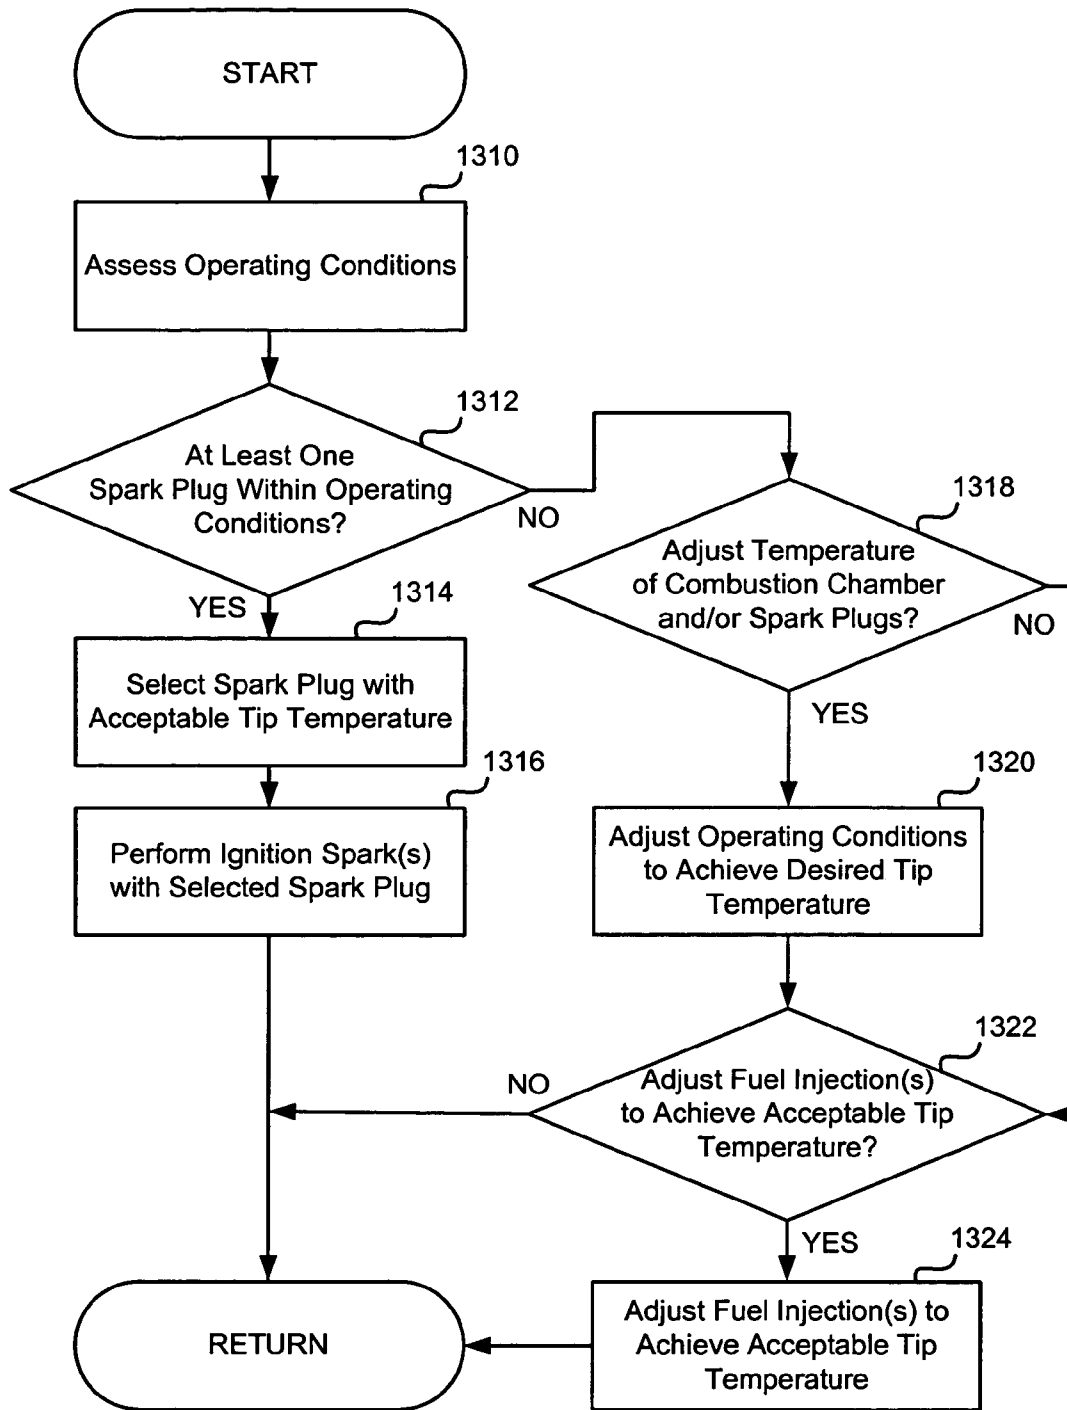 START
1310
Assess Operating Conditions
1312
At Least One
Spark Plug Within Operating
Conditions?
NO
YES
1314
Select Spark Plug with
Acceptable Tip Temperature
1316
Perform Ignition Spark(s)
with Selected Spark Plug
1318
Adjust Temperature
of Combustion Chamber
and/or Spark Plugs?
NO
YES
1320
Adjust Operating Conditions
to Achieve Desired Tip
Temperature
1322
Adjust Fuel Injection(s)
to Achieve Acceptable Tip
Temperature?
NO
YES
1324
Adjust Fuel Injection(s) to
Achieve Acceptable Tip
Temperature
RETURN